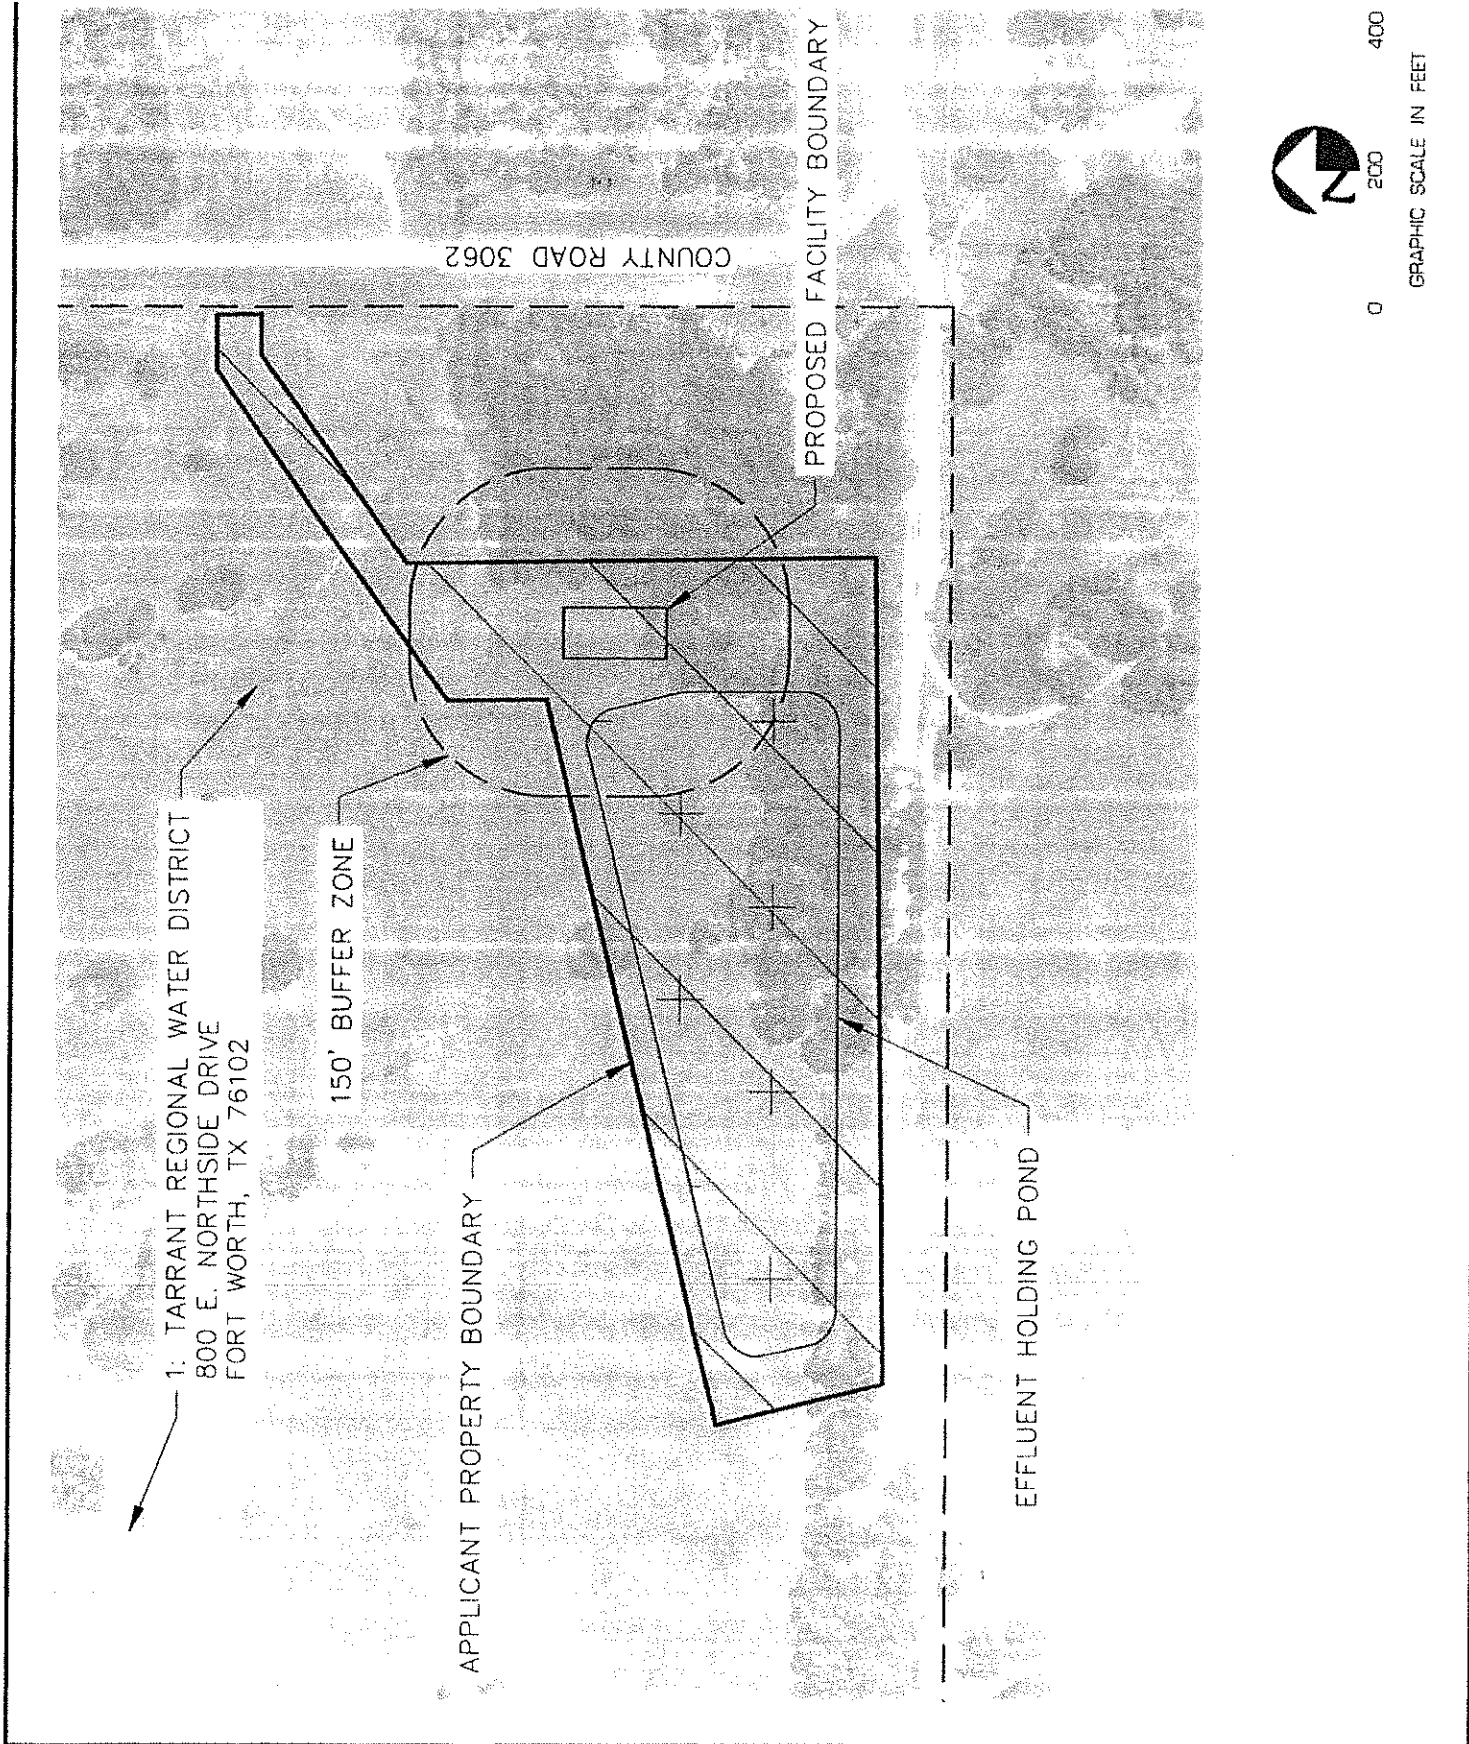 1: TARRANT REGIONAL WATER DISTRICT
800 E. NORTHSIDE DRIVE
FORT WORTH, TX 76102
150' BUFFER ZONE
APPLICANT PROPERTY BOUNDARY
COUNTY ROAD 3062
PROPOSED FACILITY BOUNDARY
EFFLUENT HOLDING POND
N
0 200 400
GRAPHIC SCALE IN FEET